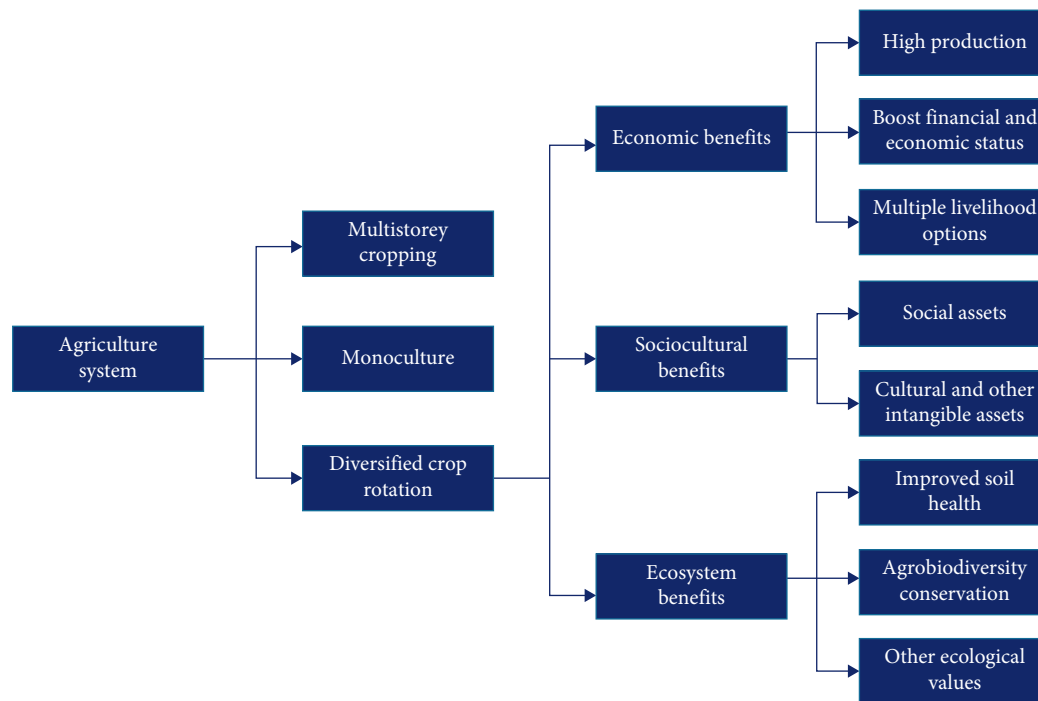 Agriculture
system
Multistorey
cropping
Monoculture
Diversified crop
rotation
Economic benefits
Sociocultural
benefits
Ecosystem
benefits
High production
Boost financial and
economic status
Multiple livelihood
options
Social assets
Cultural and other
intangible assets
Improved soil
health
Agrobiodiversity
conservation
Other ecological
values